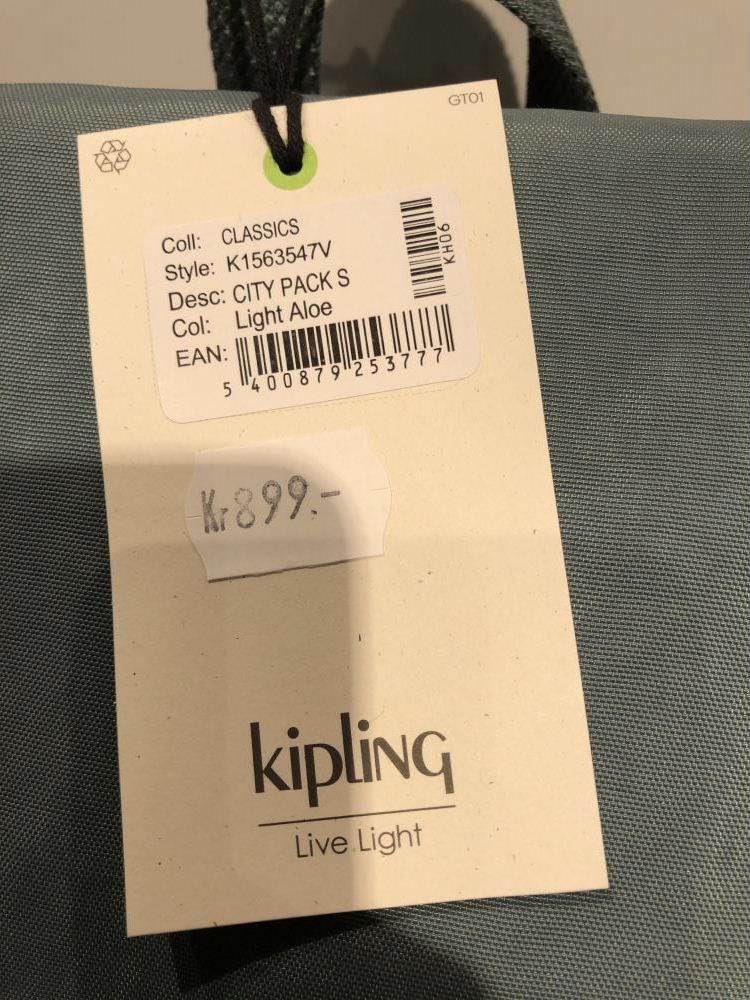 GT01
Coll: CLASSICS
Style: K1563547V
Desc: CITY PACK S
Col: Light Aloe
EAN:
5 400879 253777
KH06
Kr899.-
kipling
Live Light